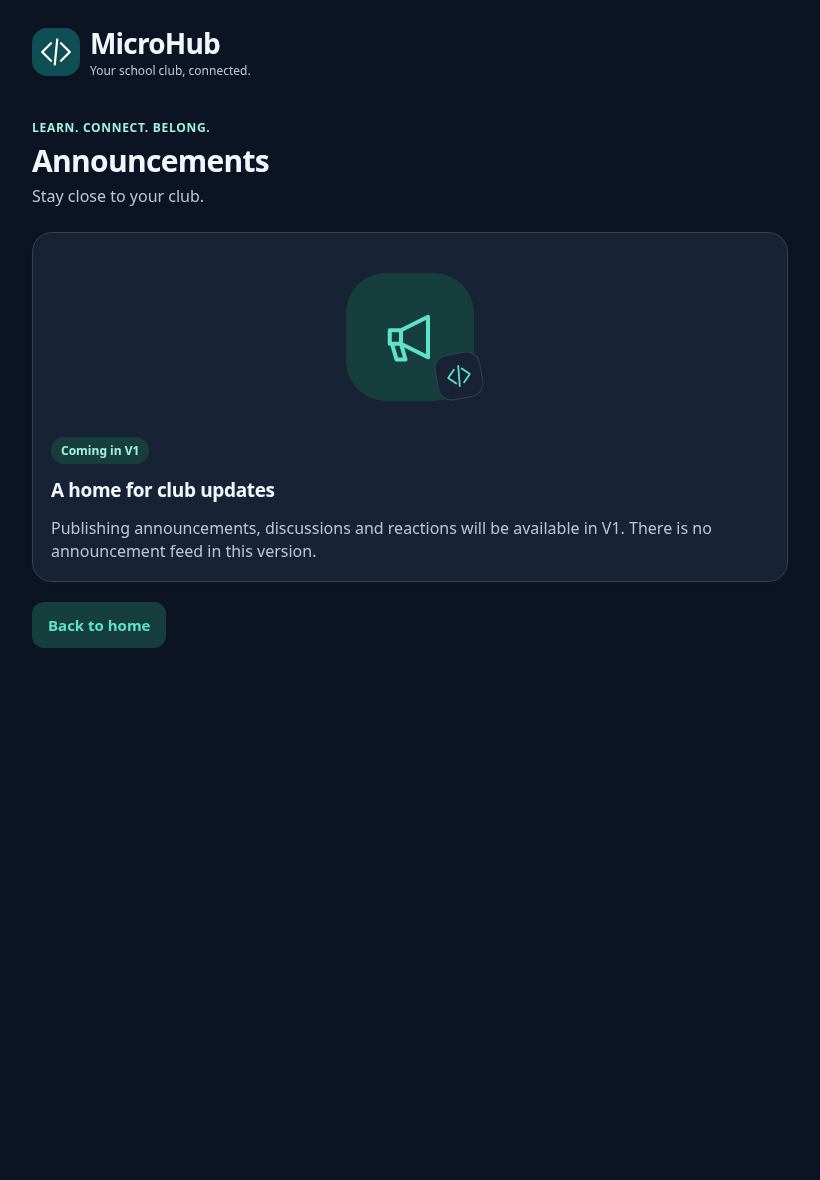 MicroHub
Your school club, connected.
LEARN. CONNECT. BELONG.
Announcements
Stay close to your club.
Coming in V1
A home for club updates
Publishing announcements, discussions and reactions will be available in V1. There is no
announcement feed in this version.
Back to home